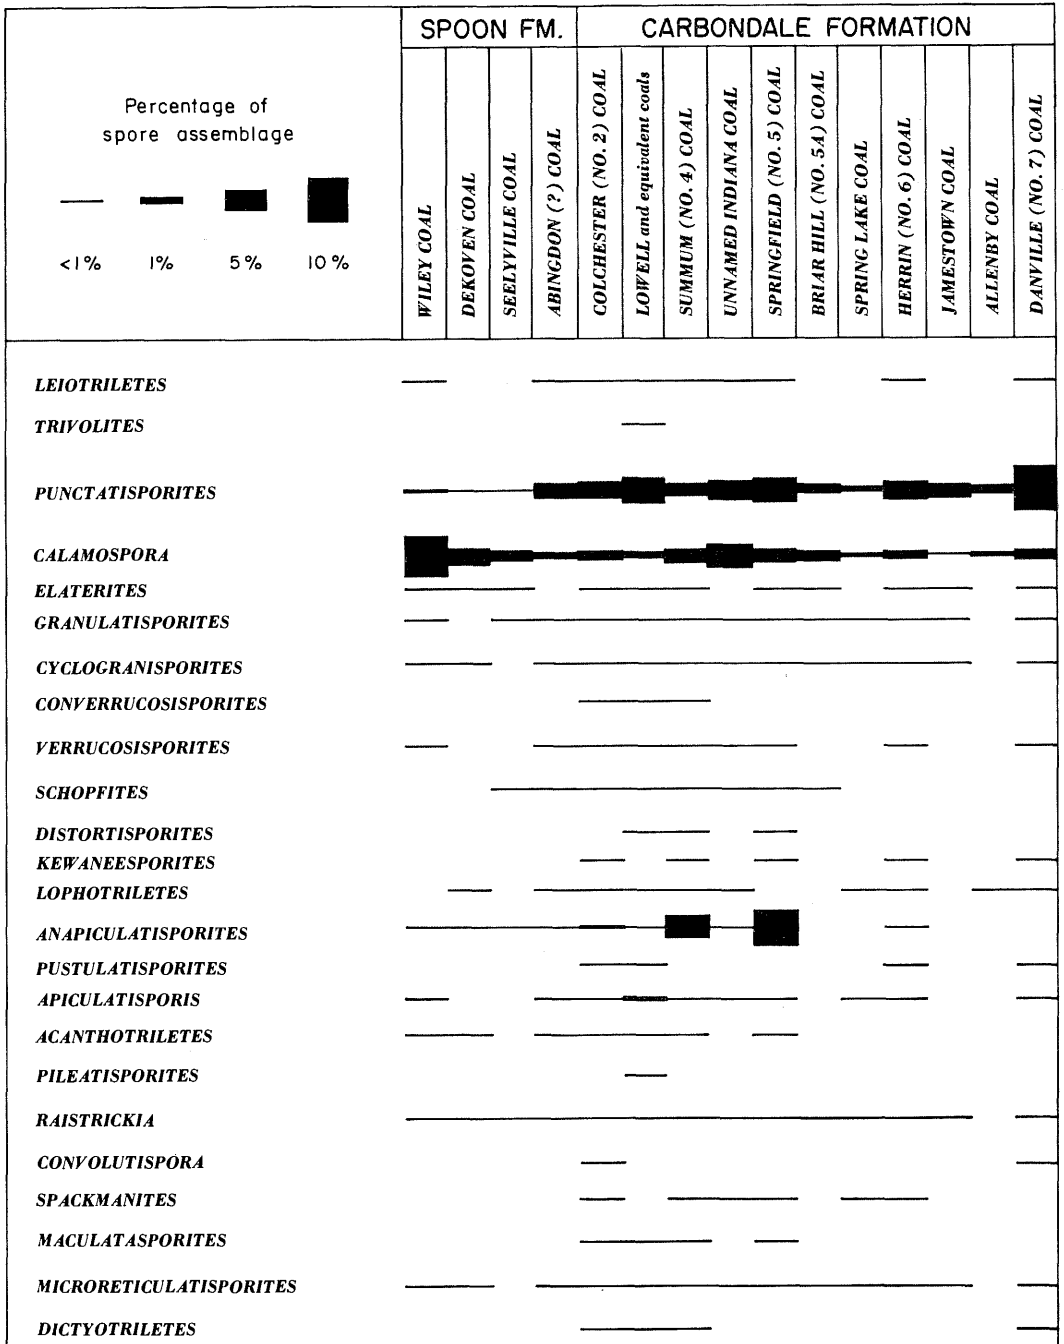 SPOON FM.
CARBONDALE FORMATION
Percentage of
spore assemblage
<1%
1%
5%
10%
WILEY COAL
DEKOVEN COAL
SEELYVILLE COAL
ABINGDON (?) COAL
COLCHESTER (NO. 2) COAL
LOWELL and equivalent coals
SUMMUM (NO. 4) COAL
UNNAMED INDIANA COAL
SPRINGFIELD (NO. 5) COAL
BRIAR HILL (NO. 5A) COAL
SPRING LAKE COAL
HERRIN (NO. 6) COAL
JAMESTOWN COAL
ALLENBY COAL
DANVILLE (NO. 7) COAL
LEIOTRILETES
TRIVOLITES
PUNCTATISPORITES
CALAMOSPORA
ELATERITES
GRANULATISPORITES
CYCLOGRANISPORITES
CONVERRUCOSISPORITES
VERRUCOSISPORITES
SCHOPFITES
DISTORTISPORITES
KEWANEESPORITES
LOPHOTRILETES
ANAPICULATISPORITES
PUSTULATISPORITES
APICULATISPORIS
ACANTHOTRILETES
PILEATISPORITES
RAISTRICKIA
CONVOLUTISPORA
SPACKMANITES
MACULATASPORITES
MICRORETICULATISPORITES
DICTYOTRILETES